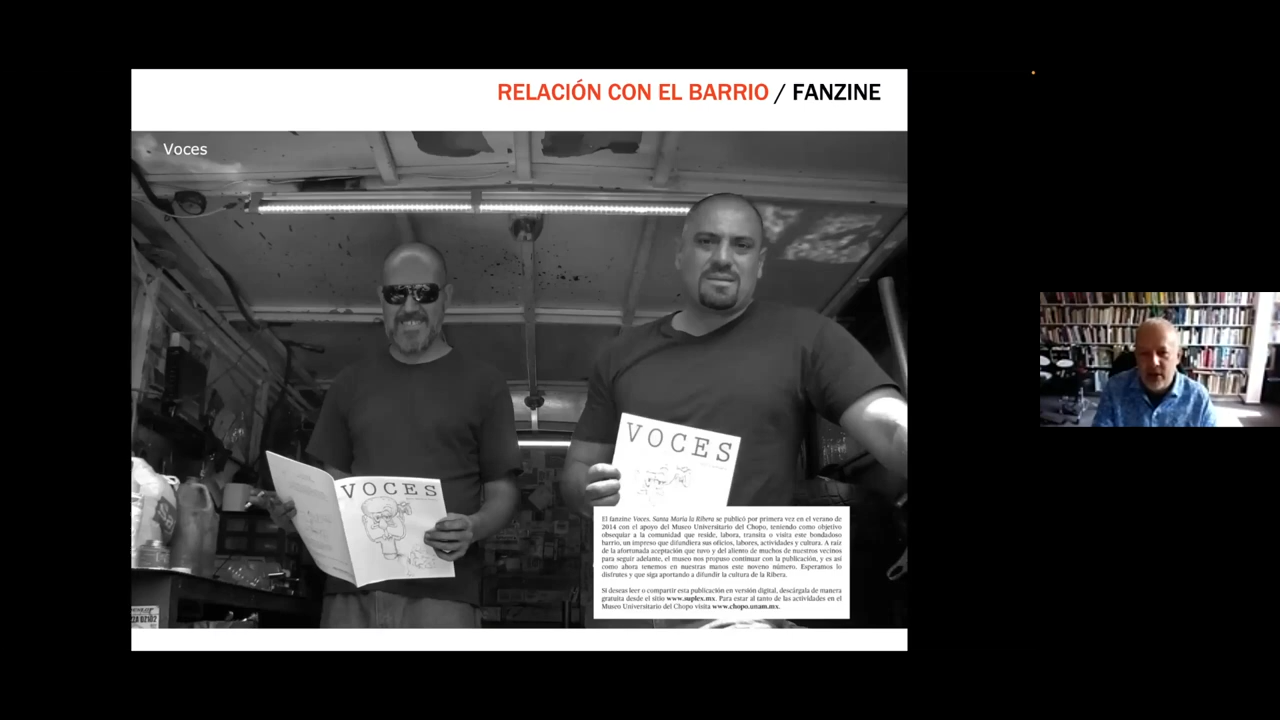 RELACIÓN CON EL BARRIO / FANZINE
Voces
VOCES
VOCES
El fanzine Voces. Santa María la Ribera se publicó por primera vez en el verano de
2014 con el apoyo del Museo Universitario del Chopo, teniendo como objetivo
obsequiar a la comunidad que reside, labora, transita o visita este bondadoso
barrio, un impreso que difundiera sus oficios, labores, actividades y cultura. A raíz
de la afortunada aceptación que tuvo y del aliento de muchos de nuestros vecinos
para seguir adelante, el museo nos propuso continuar con la publicación, y es así
como ahora tenemos en nuestras manos este noveno número. Esperamos lo
disfrutes y que siga aportando a difundir la cultura de la Ribera.
Si deseas leer o compartir esta publicación en versión digital, descárgala de manera
gratuita desde el sitio www.suplex.mx. Para estar al tanto de las actividades en el
Museo Universitario del Chopo visita www.chopo.unam.mx.